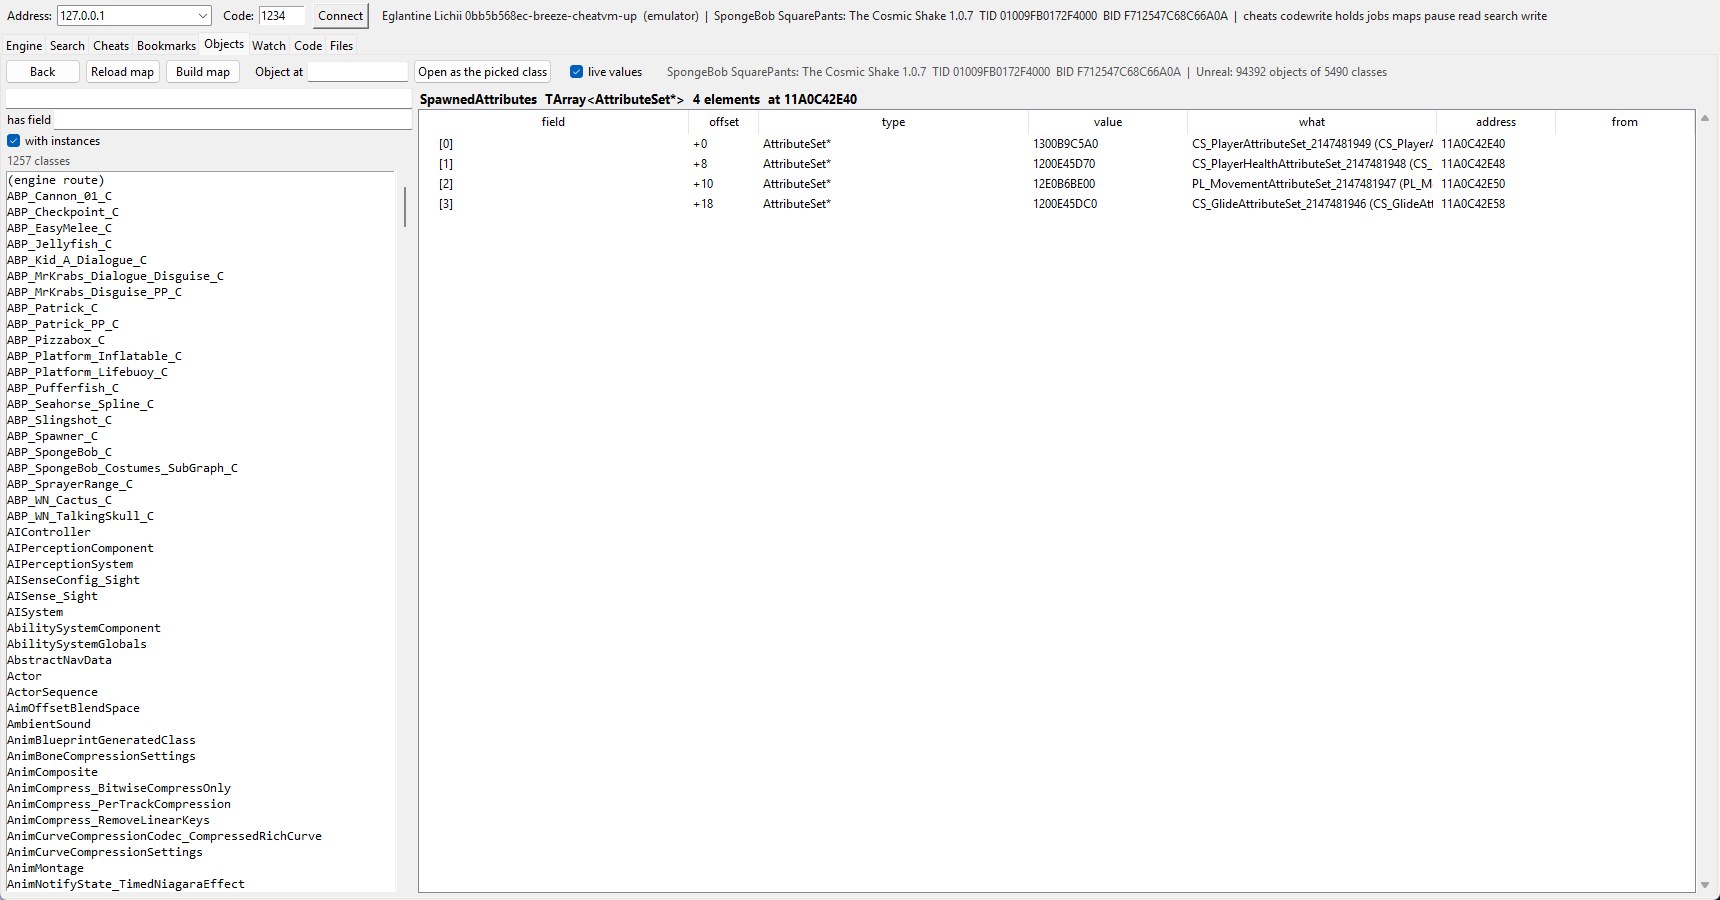 Address: 127.0.0.1 Code: 1234 Connect Eglantine Lichii 0bb5b568ec-breeze-cheatvm-up (emulator) | SpongeBob SquarePants: The Cosmic Shake 1.0.7 TID 01009FB0172F4000 BID F712547C68C66A0A | cheats codewrite holds jobs maps pause read search write
Engine Search Cheats Bookmarks Objects Watch Code Files
Back Reload map Build map Object at Open as the picked class live values SpongeBob SquarePants: The Cosmic Shake 1.0.7 TID 01009FB0172F4000 BID F712547C68C66A0A | Unreal: 94392 objects of 5490 classes
SpawnedAttributes TArray<AttributeSet*> 4 elements at 11A0C42E40
has field
with instances
1257 classes
field offset type value what address from
[0] +0 AttributeSet* 1300B9C5A0 CS_PlayerAttributeSet_2147481949 (CS_PlayerA 11A0C42E40
[1] +8 AttributeSet* 1200E45D70 CS_PlayerHealthAttributeSet_2147481948 (CS_ 11A0C42E48
[2] +10 AttributeSet* 12E0B6BE00 PL_MovementAttributeSet_2147481947 (PL_M 11A0C42E50
[3] +18 AttributeSet* 1200E45DC0 CS_GlideAttributeSet_2147481946 (CS_GlideAtt 11A0C42E58
(engine route)
ABP_Cannon_01_C
ABP_Checkpoint_C
ABP_EasyMelee_C
ABP_Jellyfish_C
ABP_Kid_A_Dialogue_C
ABP_MrKrabs_Dialogue_Disguise_C
ABP_MrKrabs_Disguise_PP_C
ABP_Patrick_C
ABP_Patrick_PP_C
ABP_Pizzabox_C
ABP_Platform_Inflatable_C
ABP_Platform_Lifebuoy_C
ABP_Pufferfish_C
ABP_Seahorse_Spline_C
ABP_Slingshot_C
ABP_Spawner_C
ABP_SpongeBob_C
ABP_SpongeBob_Costumes_SubGraph_C
ABP_SprayerRange_C
ABP_WN_Cactus_C
ABP_WN_TalkingSkull_C
AIController
AIPerceptionComponent
AIPerceptionSystem
AISenseConfig_Sight
AISense_Sight
AISystem
AbilitySystemComponent
AbilitySystemGlobals
AbstractNavData
Actor
ActorSequence
AimOffsetBlendSpace
AmbientSound
AnimBlueprintGeneratedClass
AnimBoneCompressionSettings
AnimComposite
AnimCompress_BitwiseCompressOnly
AnimCompress_PerTrackCompression
AnimCompress_RemoveLinearKeys
AnimCurveCompressionCodec_CompressedRichCurve
AnimCurveCompressionSettings
AnimMontage
AnimNotifyState_TimedNiagaraEffect